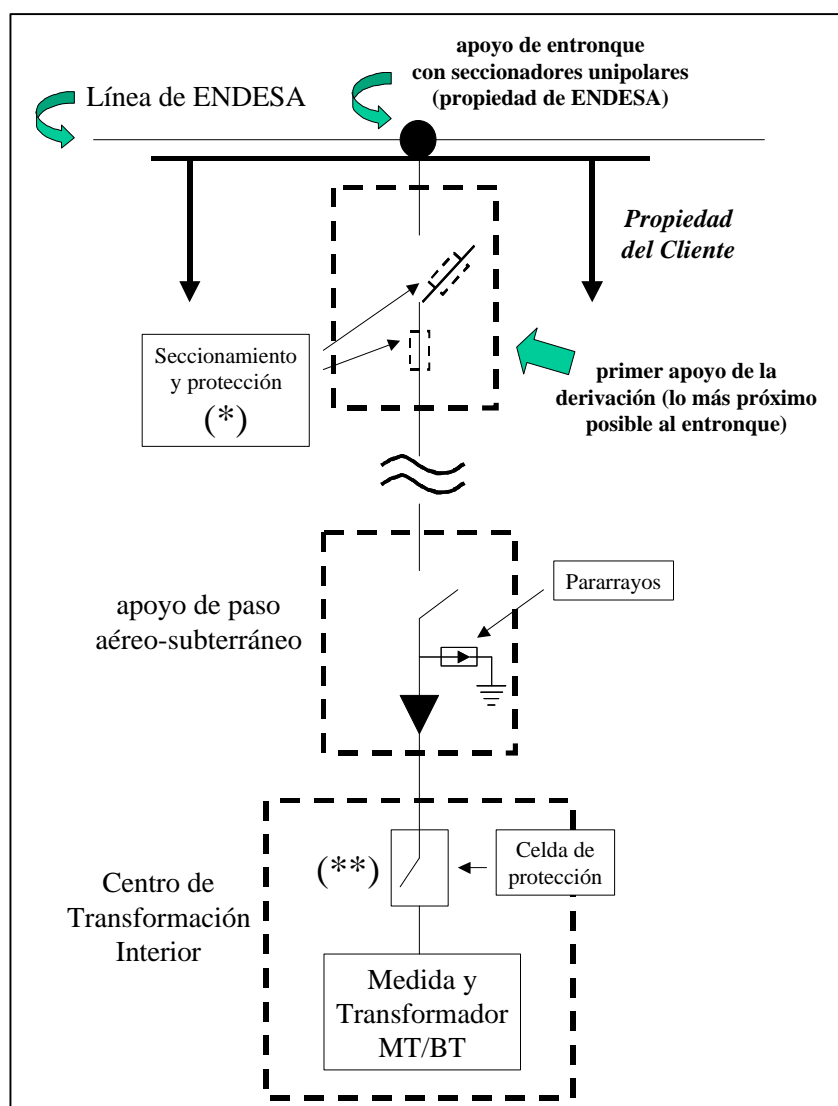 apoyo de entronque
con seccionadores unipolares
(propiedad de ENDESA)
Línea de ENDESA
Propiedad
del Cliente
Seccionamiento
y protección
(*)
primer apoyo de la
derivación (lo más próximo
posible al entronque)
apoyo de paso
aéreo-subterráneo
Pararrayos
Centro de
Transformación
Interior
(**)
Celda de
protección
Medida y
Transformador
MT/BT